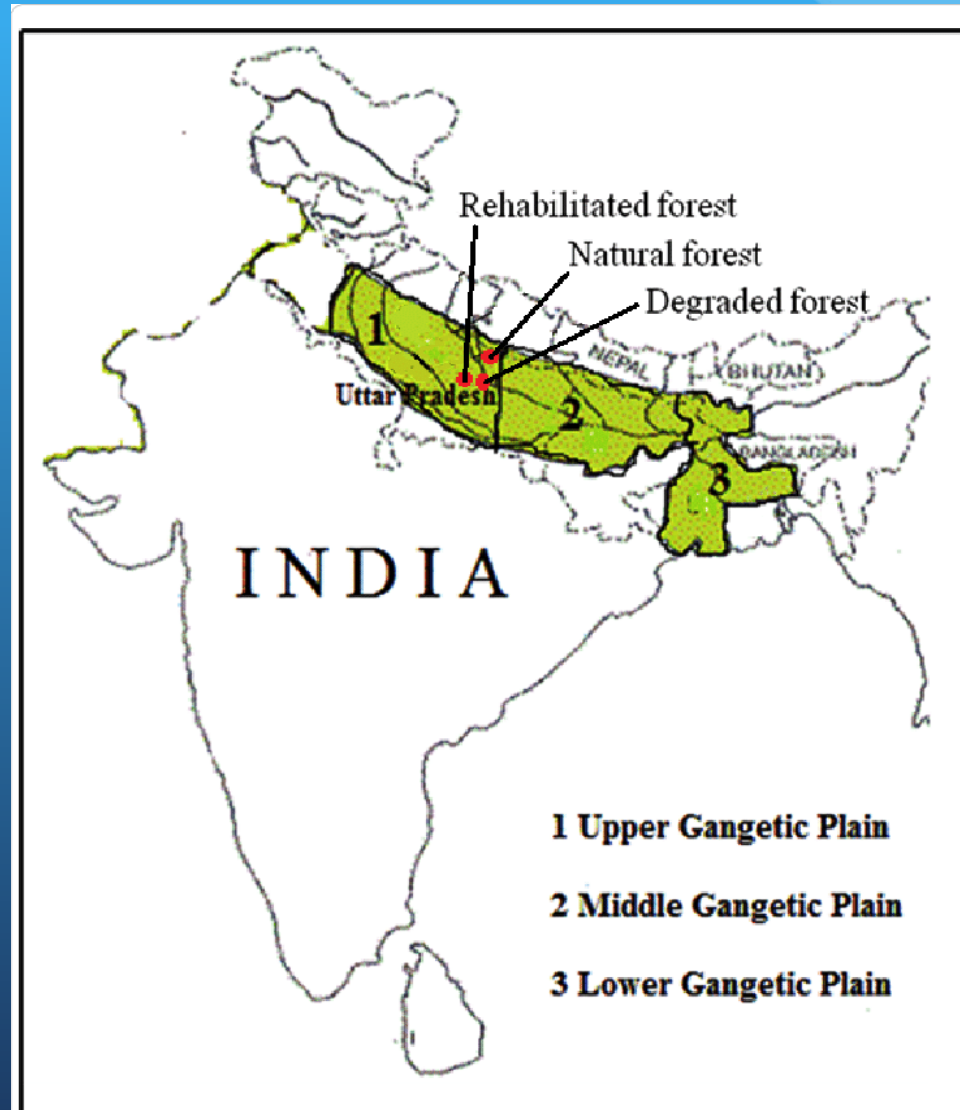 Rehabilitated forest
Natural forest
Degraded forest
1
NEPAL
BHUTAN
Uttar Pradesh
2
BANGLADESH
3
INDIA
1 Upper Gangetic Plain
2 Middle Gangetic Plain
3 Lower Gangetic Plain